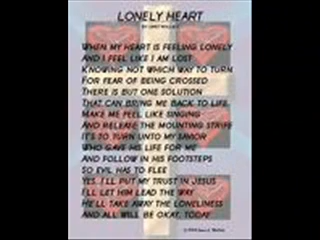 LONELY HEART
BY
WHEN MY HEART IS FEELING LONELY
AND I FEEL LIKE I AM LOST
KNOWING NOT WHICH WAY TO TURN
FOR FEAR OF BEING CROSSED
THERE IS BUT ONE SOLUTION
THAT CAN BRING ME BACK TO LIFE
MAKE ME FEEL LIKE SINGING
AND RELEASE THE MOUNTING STRIFE
IT'S TO TURN UNTO MY SAVIOR
WHO GAVE HIS LIFE FOR ME
AND FOLLOW IN HIS FOOTSTEPS
SO EVIL HAS TO FLEE
YES, I'LL PUT MY TRUST IN JESUS
I'LL LET HIM LEAD THE WAY
HE'LL TAKE AWAY THE LONELINESS
AND ALL WILL BE OKAY, TODAY